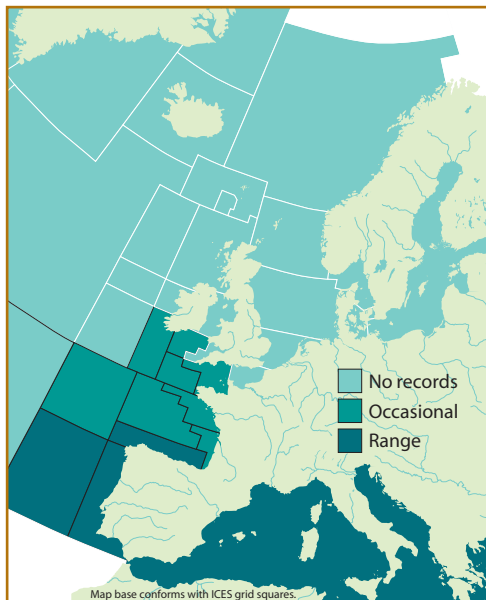 No records
Occasional
Range
Map base conforms with ICES grid squares.